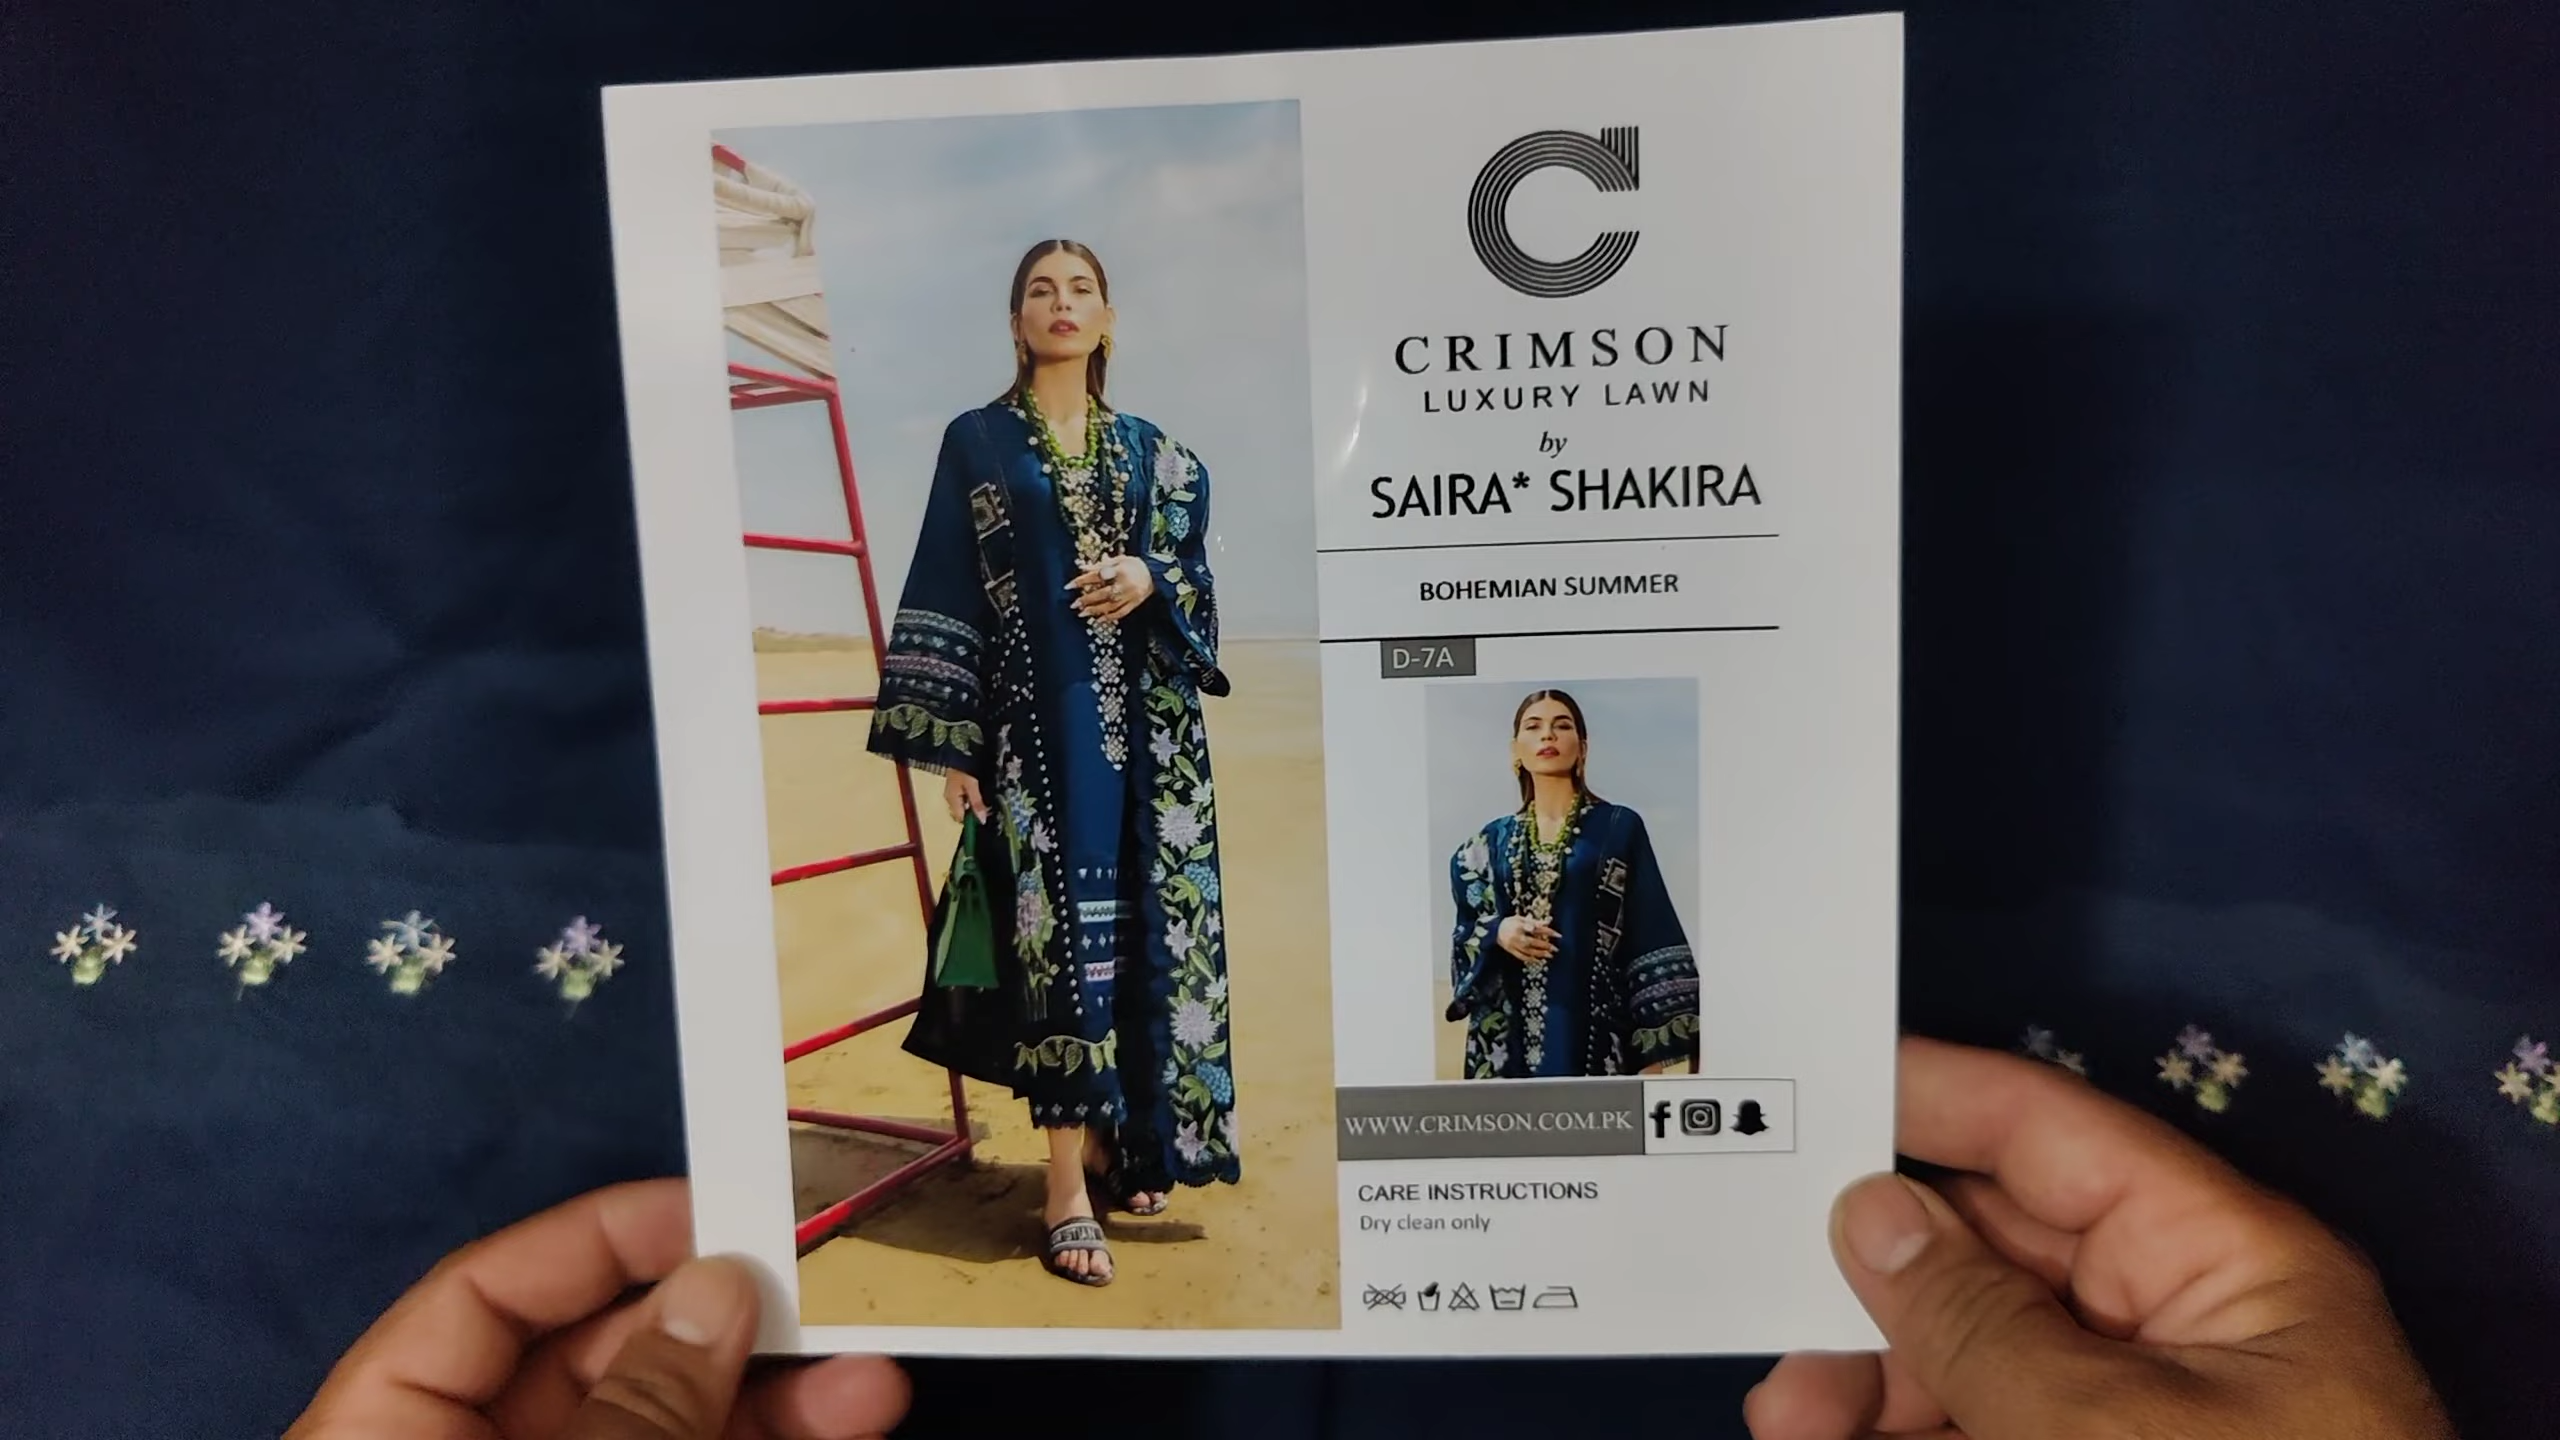 C
CRIMSON
LUXURY LAWN
by
SAIRA* SHAKIRA
BOHEMIAN SUMMER
D-7A
WWW.CRIMSON.COM.PK
CARE INSTRUCTIONS
Dry clean only